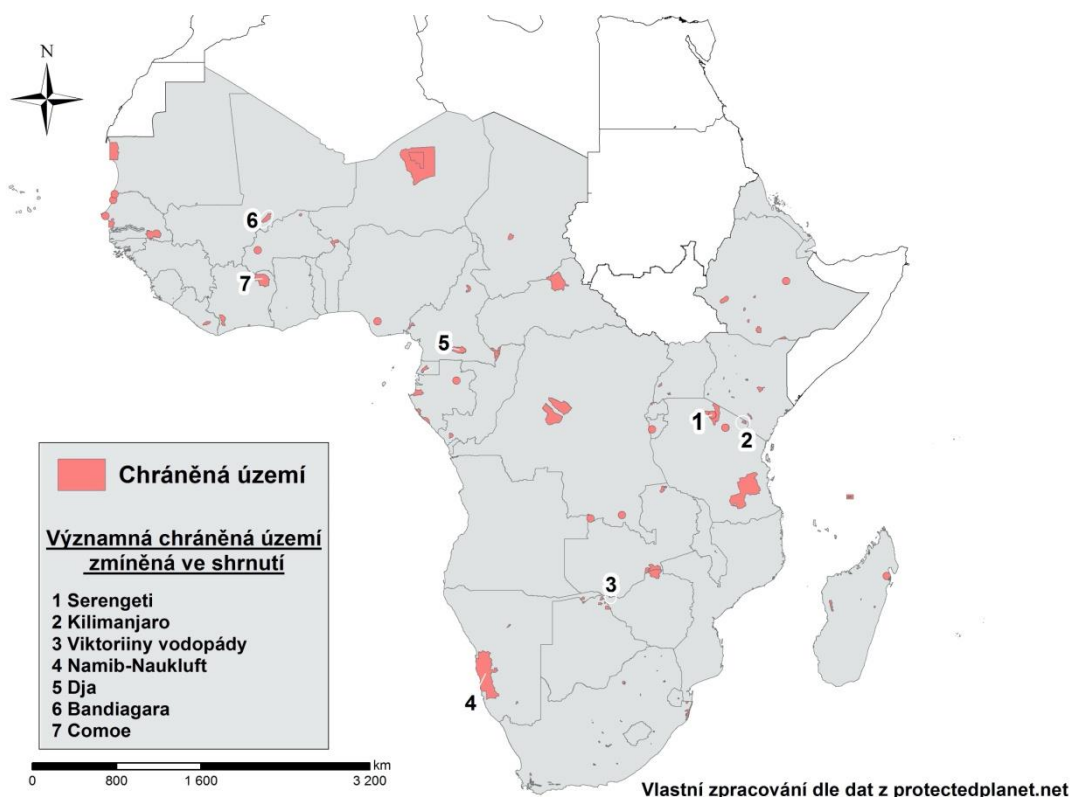 N
6
7
5
1
2
3
4
Chráněná území
Významná chráněná území
zmíněná ve shrnutí
1 Serengeti
2 Kilimanjaro
3 Viktoriiny vodopády
4 Namib-Naukluft
5 Dja
6 Bandiagara
7 Comoe
km
0 800 1 600 3 200
Vlastní zpracování dle dat z protectedplanet.net